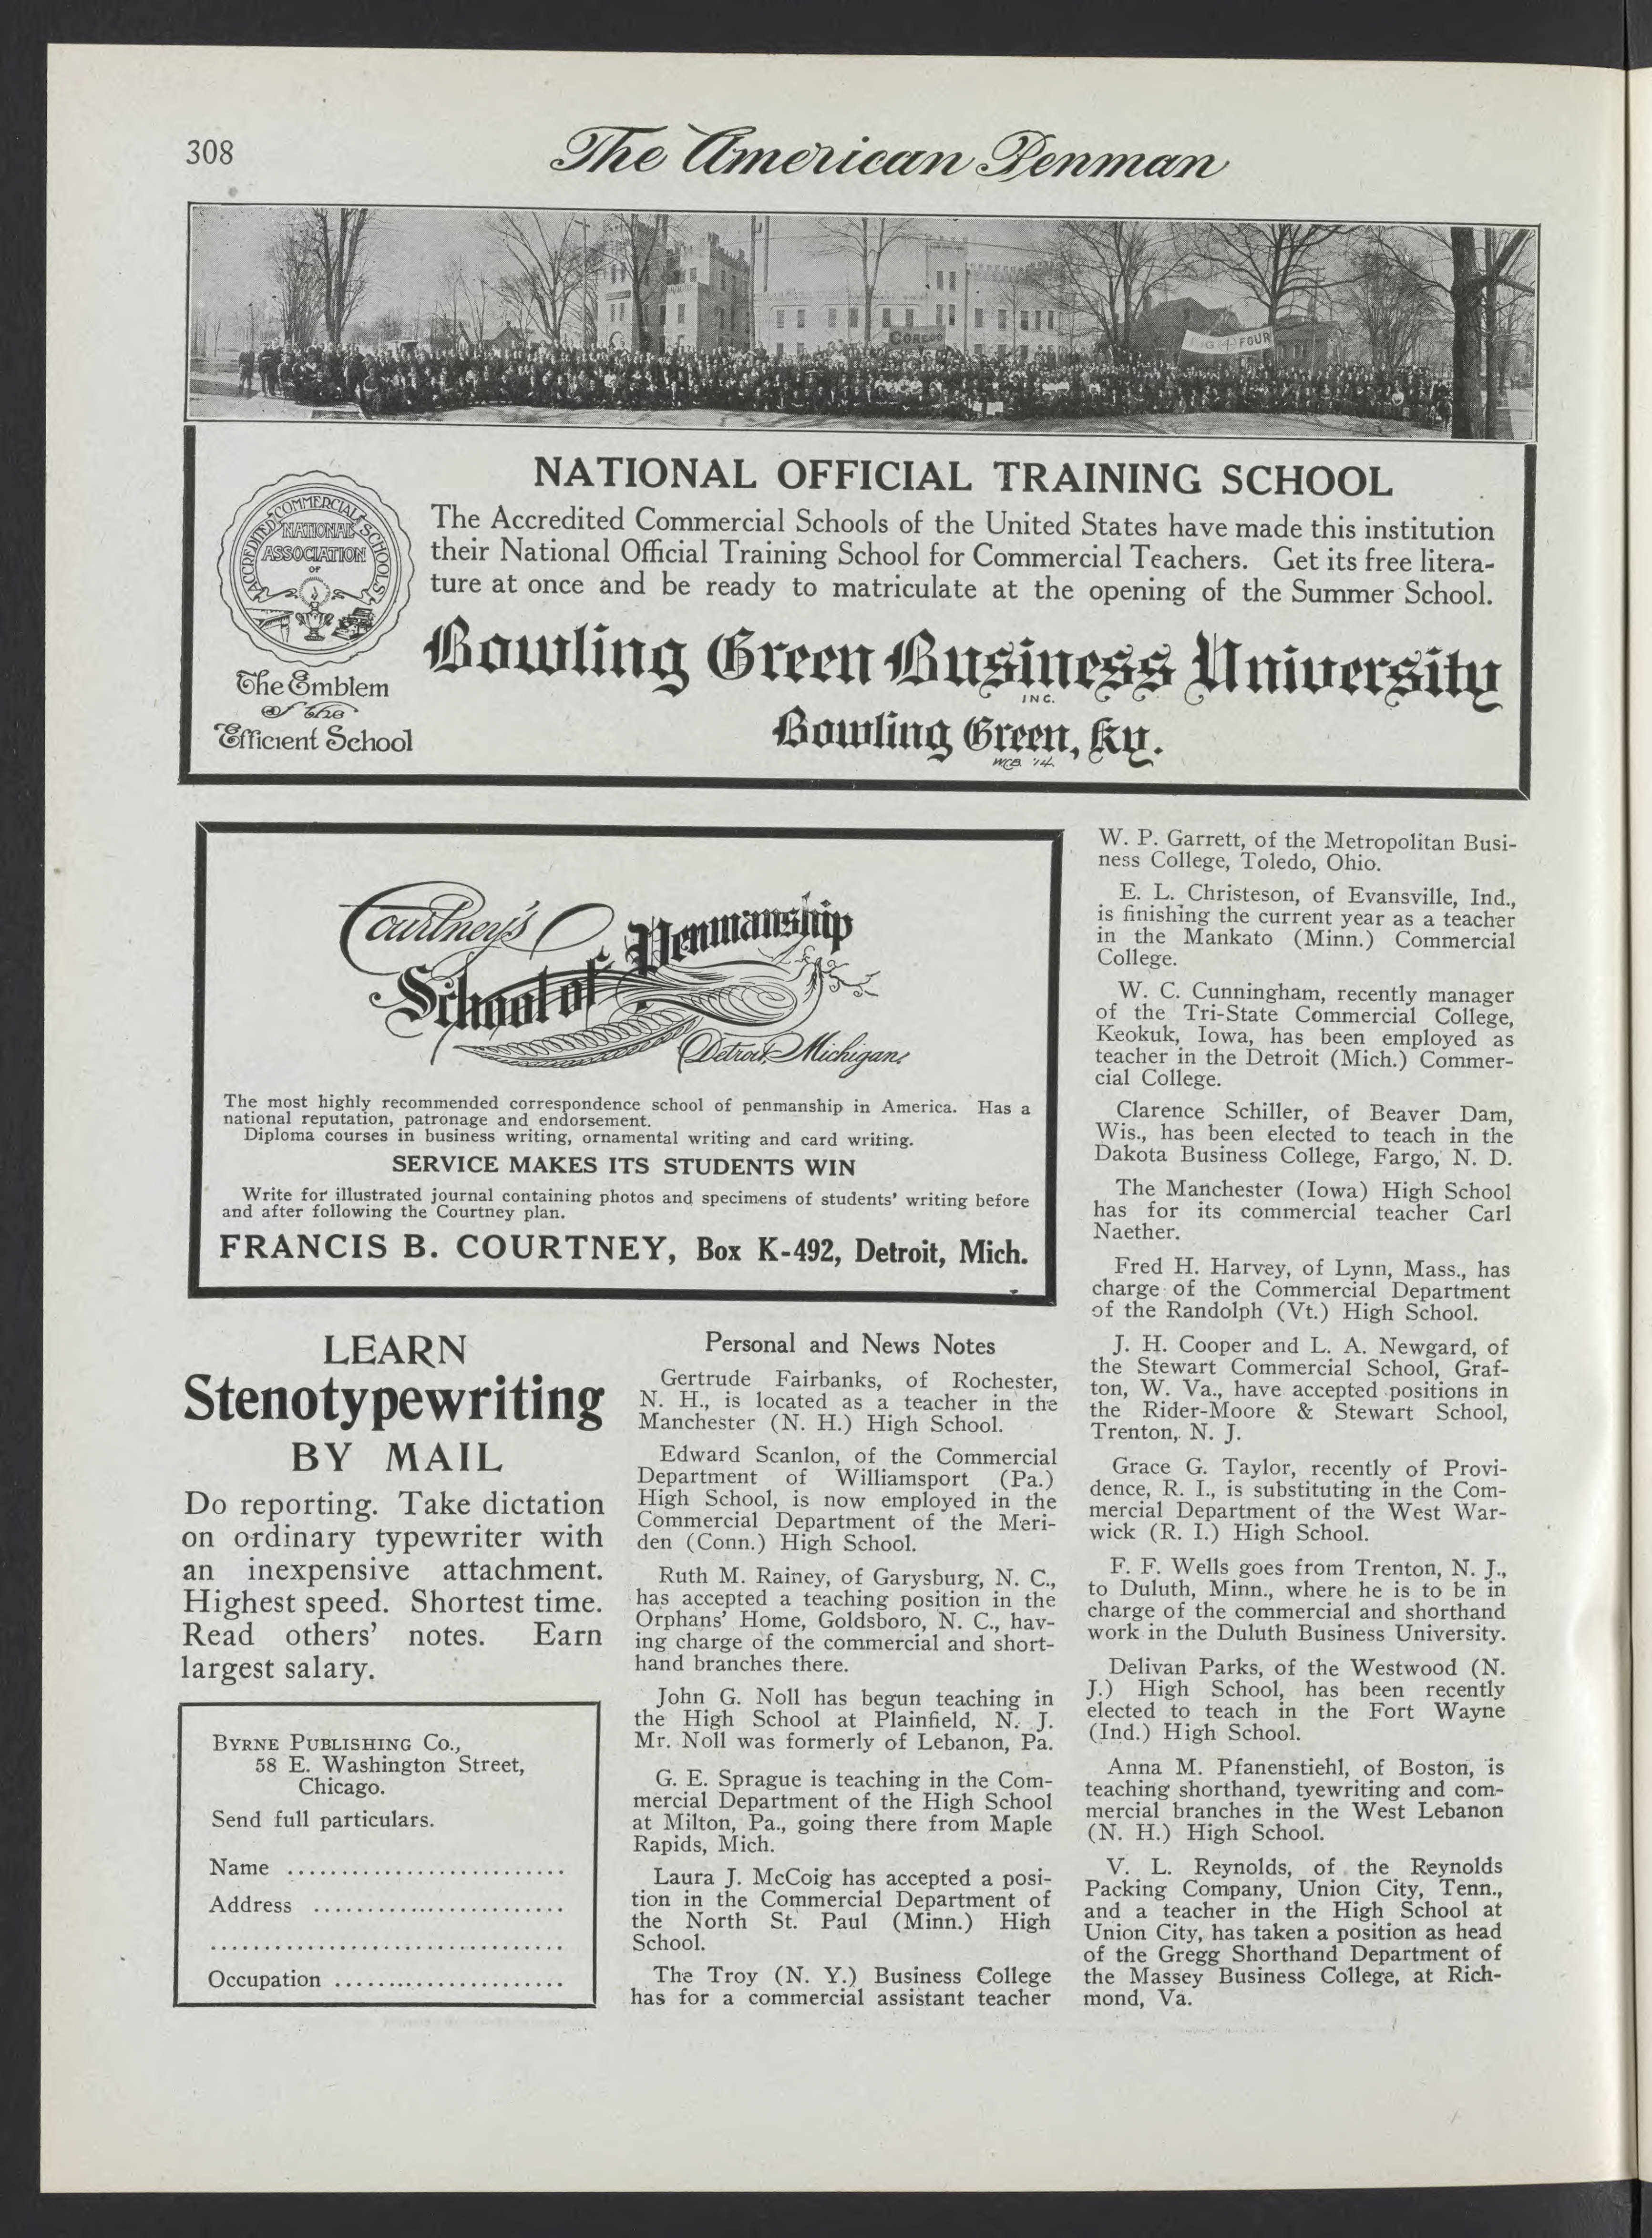 308
The American Penman
COREGO
BIG (4) FOUR
ACCREDITED COMMERCIAL SCHOOLS
NATIONAL
ASSOCIATION
OF
The Emblem
of the
Efficient School
NATIONAL OFFICIAL TRAINING SCHOOL
The Accredited Commercial Schools of the United States have made this institution
their National Official Training School for Commercial Teachers. Get its free litera-
ture at once and be ready to matriculate at the opening of the Summer School.
Bowling Green Business University
INC.
Bowling Green, Ky.
WCB '14
Courtney's
School of Penmanship
Detroit, Michigan.
The most highly recommended correspondence school of penmanship in America. Has a
national reputation, patronage and endorsement.
Diploma courses in business writing, ornamental writing and card writing.
SERVICE MAKES ITS STUDENTS WIN
Write for illustrated journal containing photos and specimens of students' writing before
and after following the Courtney plan.
FRANCIS B. COURTNEY, Box K-492, Detroit, Mich.
LEARN
Stenotypewriting
BY MAIL
Do reporting. Take dictation
on ordinary typewriter with
an inexpensive attachment.
Highest speed. Shortest time.
Read others' notes. Earn
largest salary.
BYRNE PUBLISHING CO.,
58 E. Washington Street,
Chicago.
Send full particulars.
Name ..........................
Address ........................
.................................
Occupation ......................
Personal and News Notes
Gertrude Fairbanks, of Rochester,
N. H., is located as a teacher in the
Manchester (N. H.) High School.
Edward Scanlon, of the Commercial
Department of Williamsport (Pa.)
High School, is now employed in the
Commercial Department of the Meri-
den (Conn.) High School.
Ruth M. Rainey, of Garysburg, N. C.,
has accepted a teaching position in the
Orphans' Home, Goldsboro, N. C., hav-
ing charge of the commercial and short-
hand branches there.
John G. Noll has begun teaching in
the High School at Plainfield, N. J.
Mr. Noll was formerly of Lebanon, Pa.
G. E. Sprague is teaching in the Com-
mercial Department of the High School
at Milton, Pa., going there from Maple
Rapids, Mich.
Laura J. McCoig has accepted a posi-
tion in the Commercial Department of
the North St. Paul (Minn.) High
School.
The Troy (N. Y.) Business College
has for a commercial assistant teacher
W. P. Garrett, of the Metropolitan Busi-
ness College, Toledo, Ohio.
E. L. Christeson, of Evansville, Ind.,
is finishing the current year as a teacher
in the Mankato (Minn.) Commercial
College.
W. C. Cunningham, recently manager
of the Tri-State Commercial College,
Keokuk, Iowa, has been employed as
teacher in the Detroit (Mich.) Commer-
cial College.
Clarence Schiller, of Beaver Dam,
Wis., has been elected to teach in the
Dakota Business College, Fargo, N. D.
The Manchester (Iowa) High School
has for its commercial teacher Carl
Naether.
Fred H. Harvey, of Lynn, Mass., has
charge of the Commercial Department
of the Randolph (Vt.) High School.
J. H. Cooper and L. A. Newgard, of
the Stewart Commercial School, Graf-
ton, W. Va., have accepted positions in
the Rider-Moore & Stewart School,
Trenton, N. J.
Grace G. Taylor, recently of Provi-
dence, R. I., is substituting in the Com-
mercial Department of the West War-
wick (R. I.) High School.
F. F. Wells goes from Trenton, N. J.,
to Duluth, Minn., where he is to be in
charge of the commercial and shorthand
work in the Duluth Business University.
Delivan Parks, of the Westwood (N.
J.) High School, has been recently
elected to teach in the Fort Wayne
(Ind.) High School.
Anna M. Pfanenstiehl, of Boston, is
teaching shorthand, tyewriting and com-
mercial branches in the West Lebanon
(N. H.) High School.
V. L. Reynolds, of the Reynolds
Packing Company, Union City, Tenn.,
and a teacher in the High School at
Union City, has taken a position as head
of the Gregg Shorthand Department of
the Massey Business College, at Rich-
mond, Va.